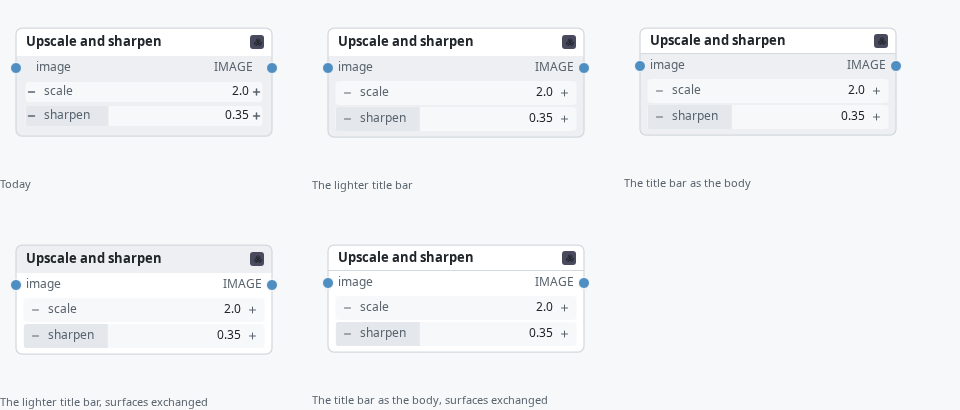 Upscale and sharpen
image IMAGE
− scale 2.0 +
− sharpen 0.35 +
Today
Upscale and sharpen
image IMAGE
− scale 2.0 +
− sharpen 0.35 +
The lighter title bar
Upscale and sharpen
image IMAGE
− scale 2.0 +
− sharpen 0.35 +
The title bar as the body
Upscale and sharpen
image IMAGE
− scale 2.0 +
− sharpen 0.35 +
The lighter title bar, surfaces exchanged
Upscale and sharpen
image IMAGE
− scale 2.0 +
− sharpen 0.35 +
The title bar as the body, surfaces exchanged